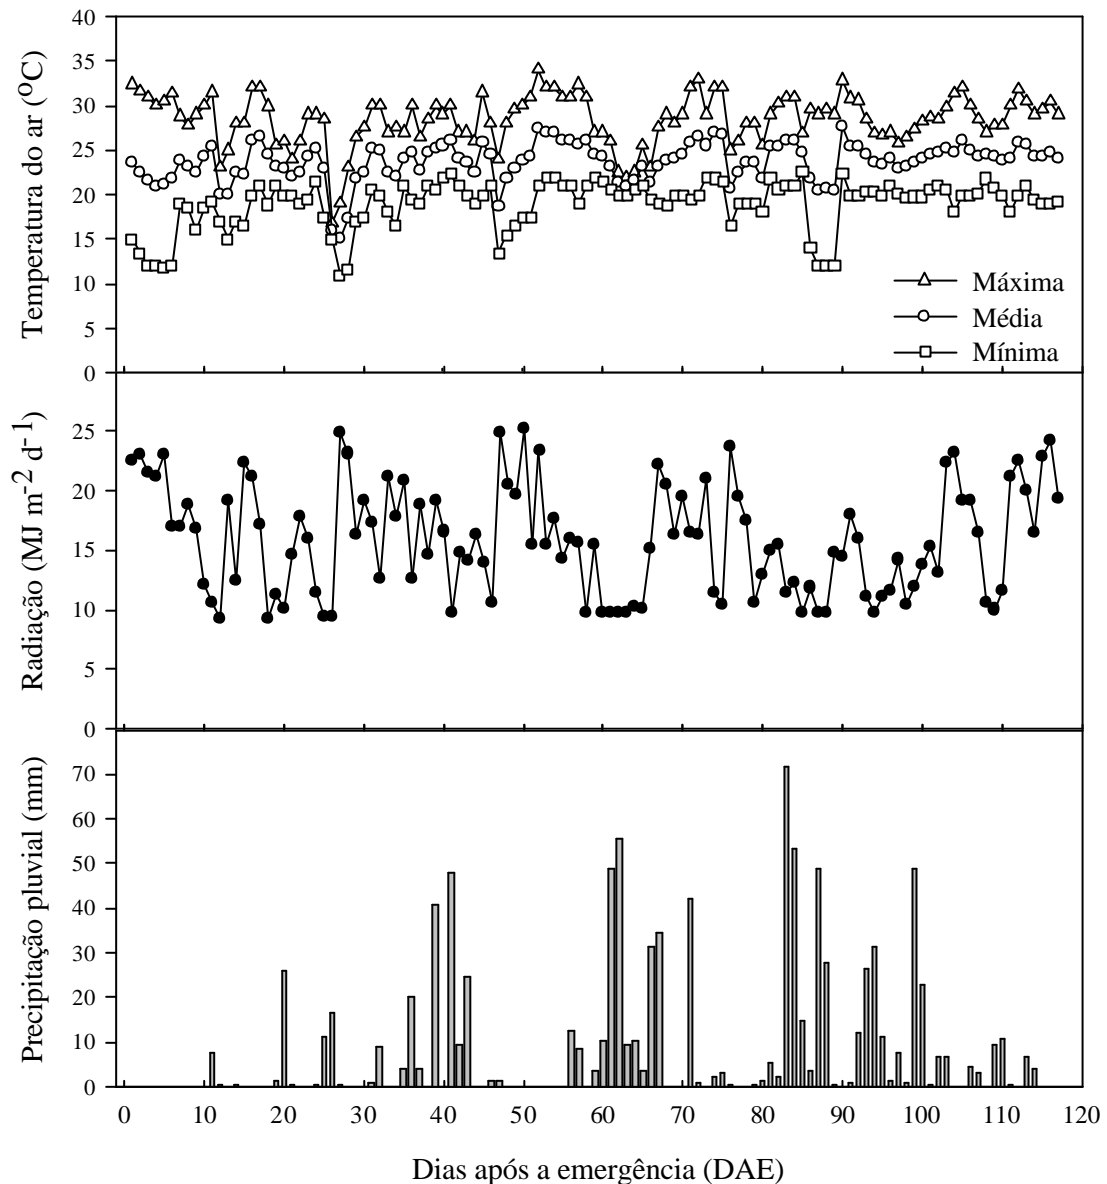 Temperatura do ar (ºC)
40
35
30
25
20
15
10
5
0
Máxima
Média
Mínima
Radiação (MJ m-2 d-1)
25
20
15
10
5
0
Precipitação pluvial (mm)
70
60
50
40
30
20
10
0
0 10 20 30 40 50 60 70 80 90 100 110 120
Dias após a emergência (DAE)